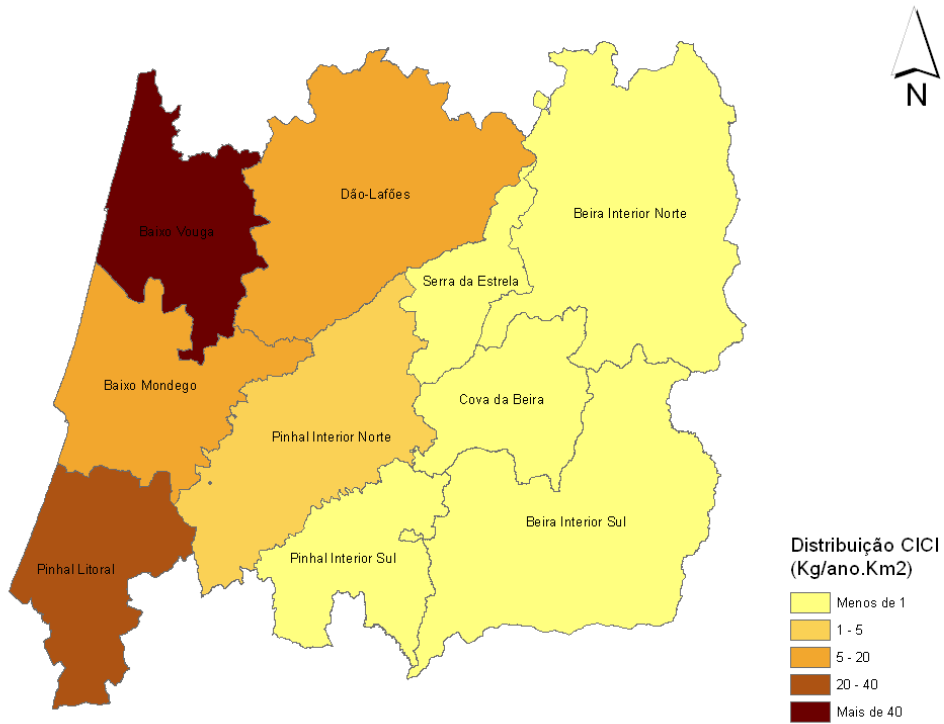 N
Dão-Lafões
Beira Interior Norte
Baixo Vouga
Serra da Estrela
Baixo Mondego
Cova da Beira
Pinhal Interior Norte
Beira Interior Sul
Pinhal Interior Sul
Pinhal Litoral
Distribuição CICI
(Kg/ano.Km2)
Menos de 1
1 - 5
5 - 20
20 - 40
Mais de 40